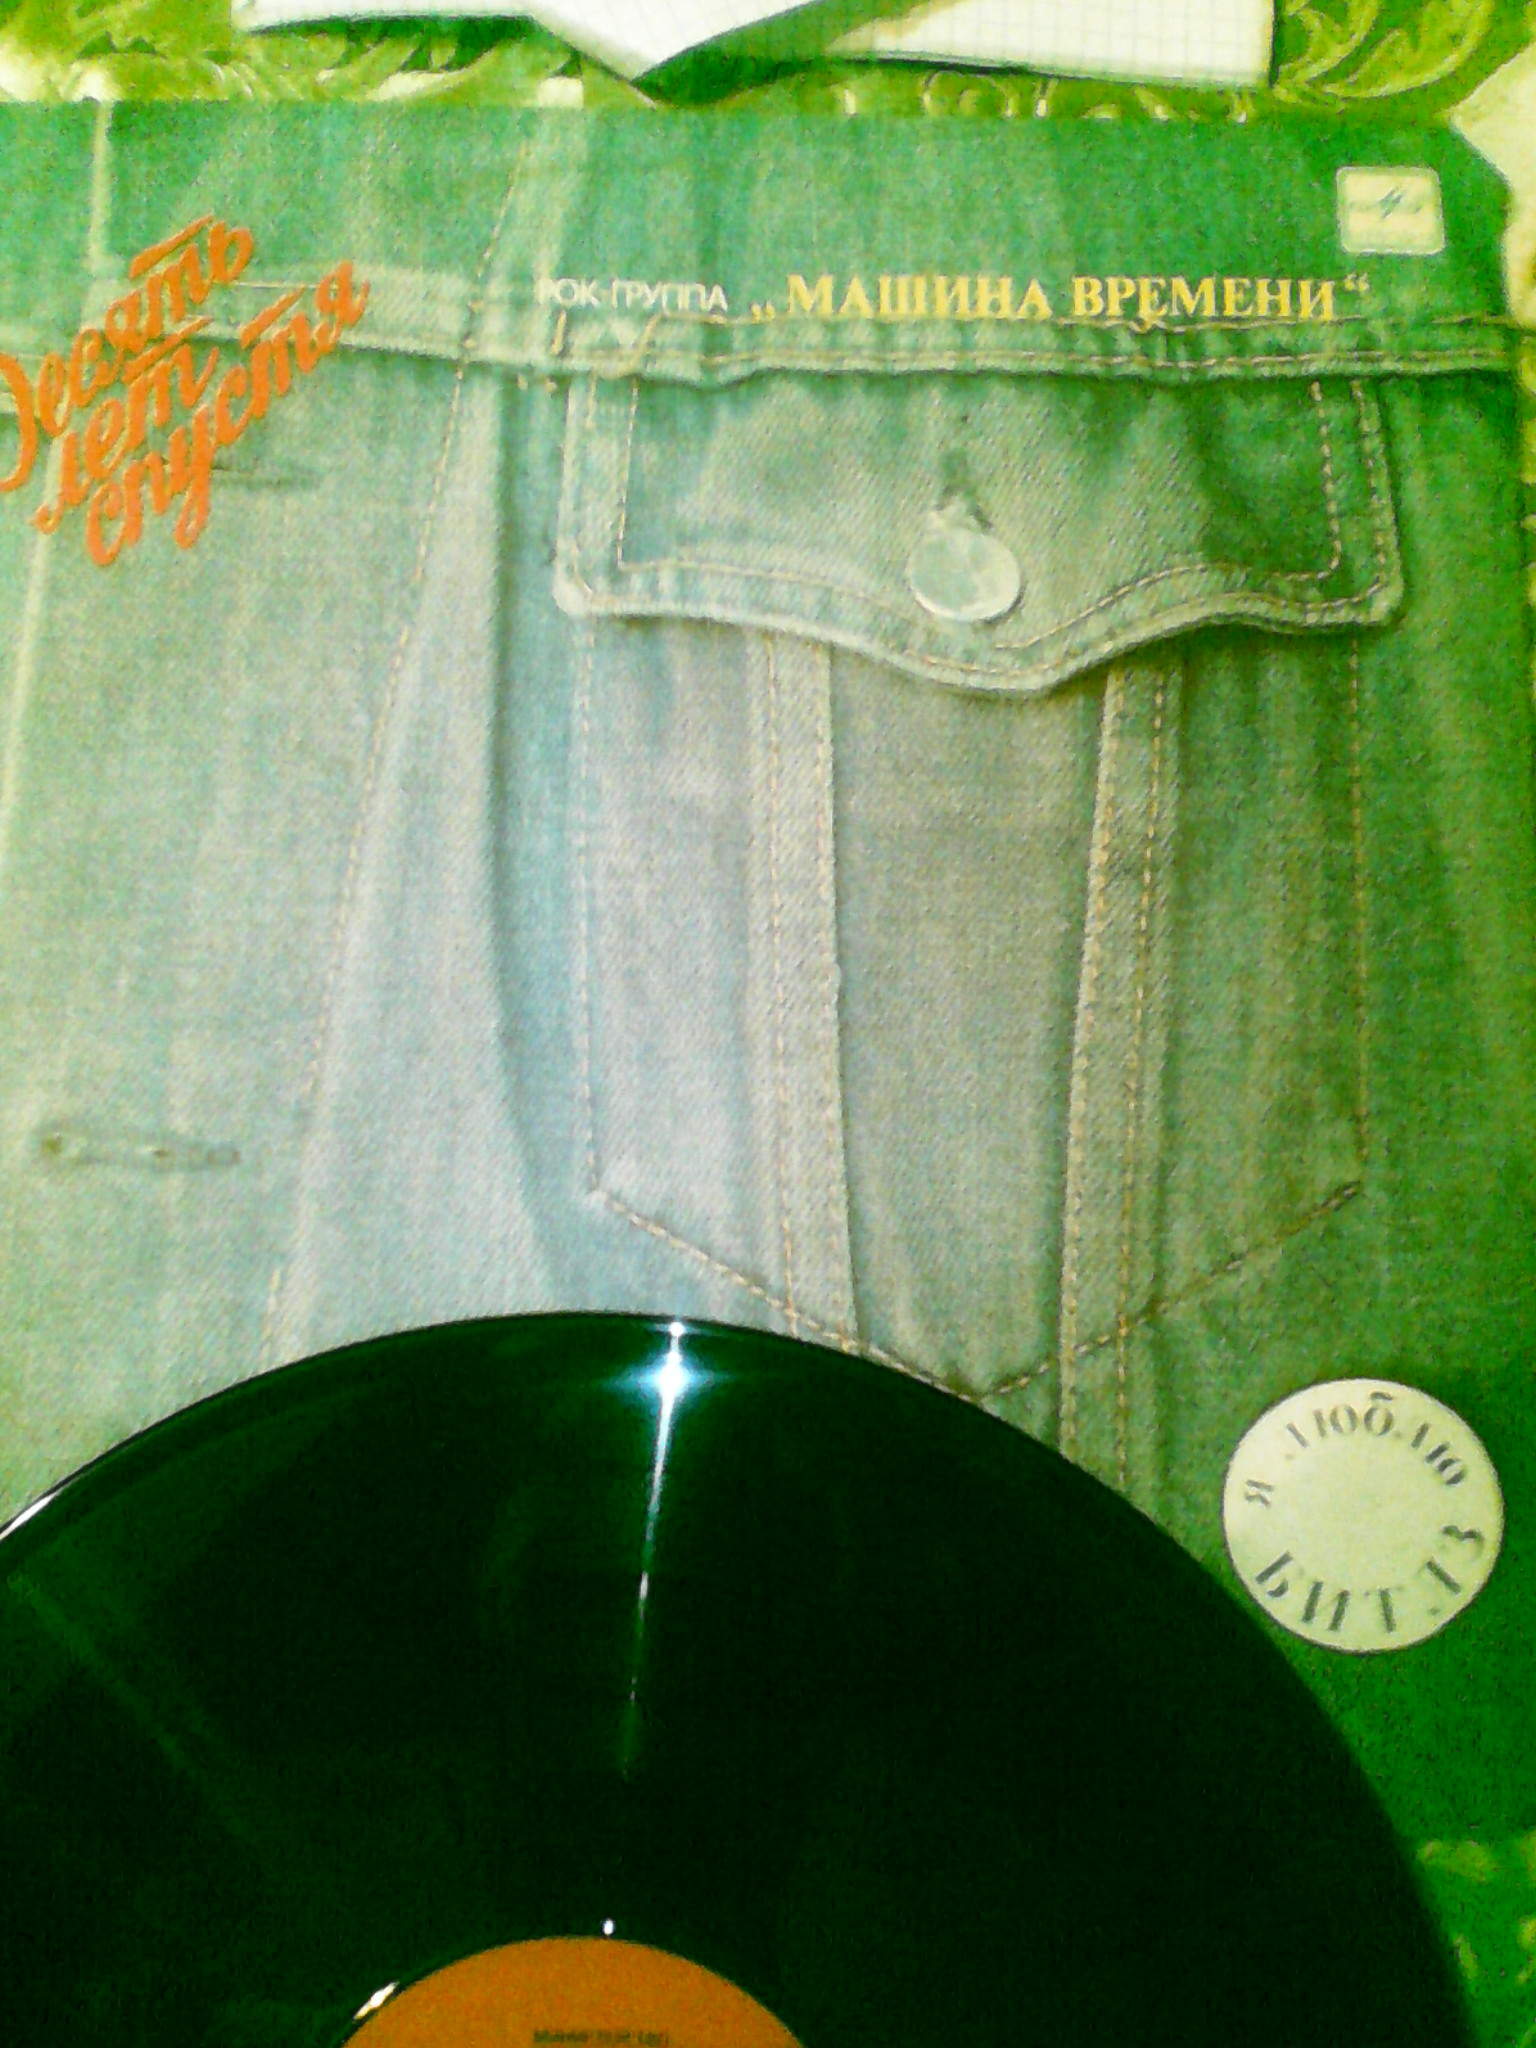 Десять
лет
спустя
РОК-ГРУППА „МАШИНА ВРЕМЕНИ“
Я ЛЮБЛЮ
БИТЛЗ